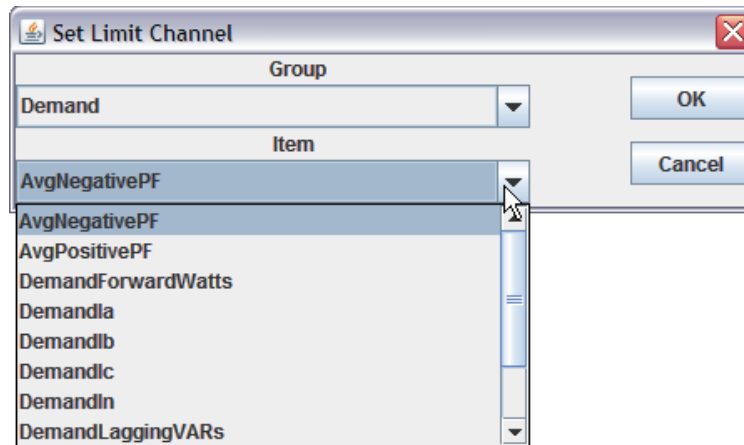 Set Limit Channel
Group
Demand
OK
Item
AvgNegativePF
Cancel
AvgNegativePF
AvgPositivePF
DemandForwardWatts
DemandIa
DemandIb
DemandIc
DemandIn
DemandLaggingVARs